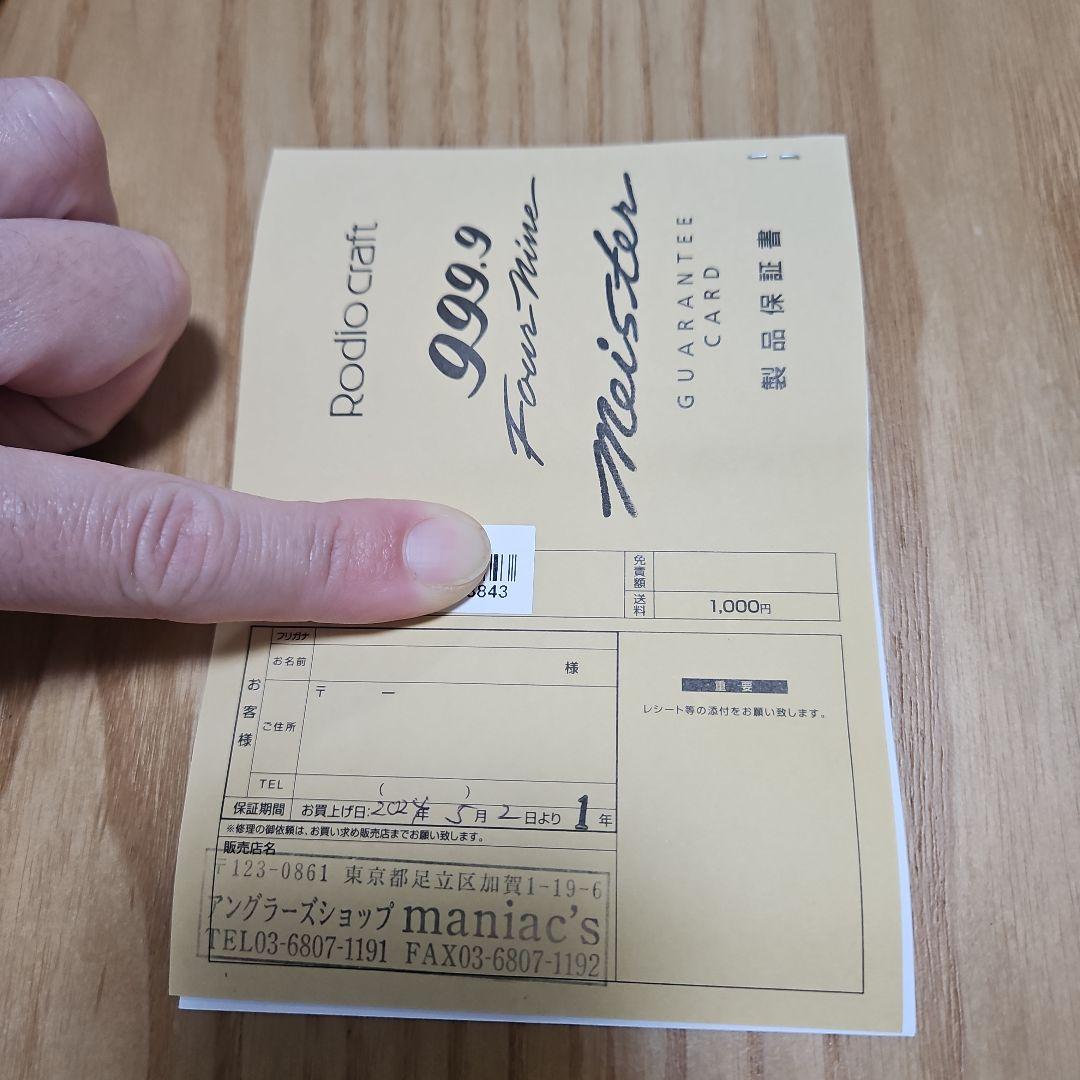 Rodio craft
999.9
Four-Nine
Meister
GUARANTEE
CARD
製品保証書
3843
免責額
送料 1,000円
お客様
フリガナ
お名前 様
ご住所 〒 ー
TEL ( )
保証期間 お買上げ日:2024年 5月 2日より 1年
※修理の御依頼は、お買い求め販売店までお願い致します。
販売店名
〒123-0861 東京都足立区加賀1-19-6
アングラーズショップ maniac's
TEL03-6807-1191 FAX03-6807-1192
重要
レシート等の添付をお願い致します。